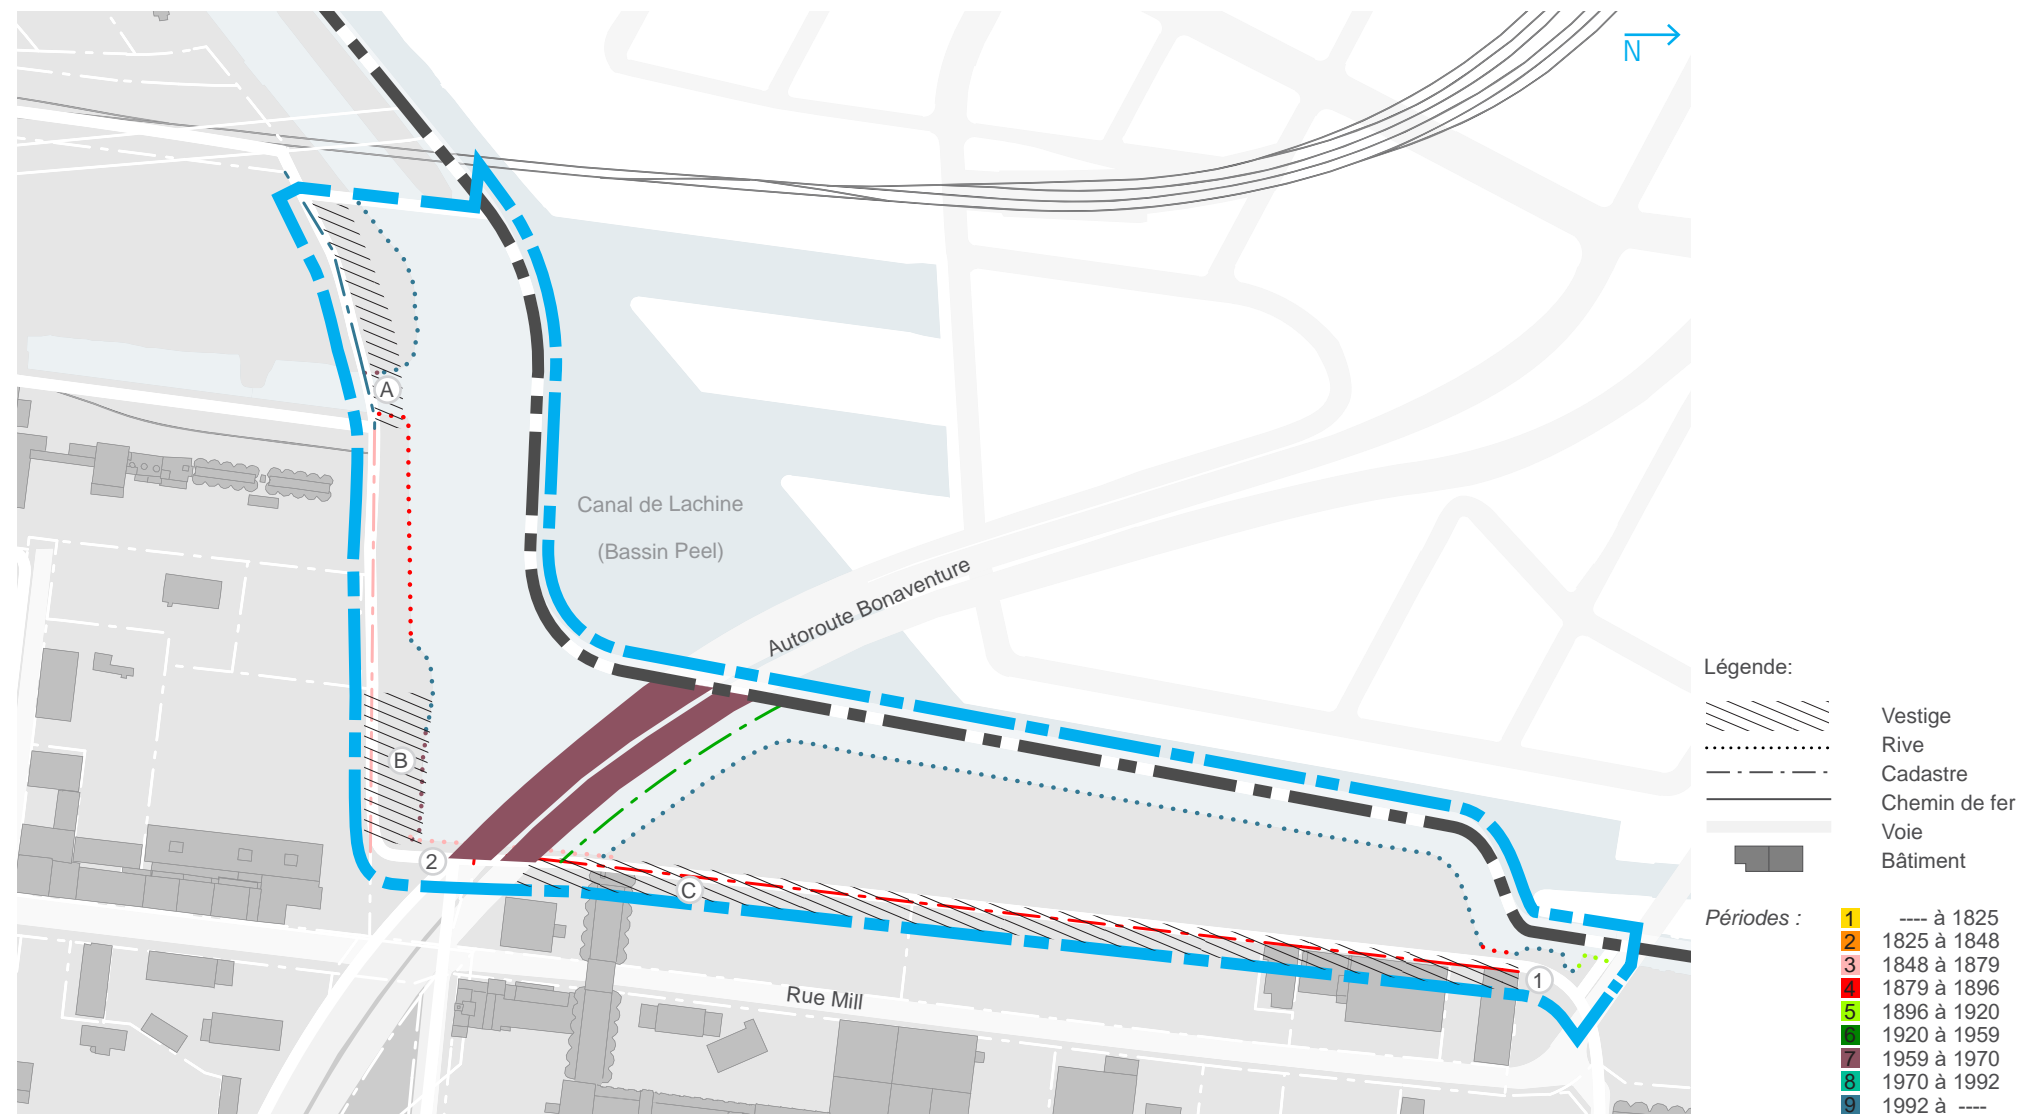 N
A
Canal de Lachine
(Bassin Peel)
Autoroute Bonaventure
B
2
C
1
Rue Mill
Légende:
Vestige
Rive
Cadastre
Chemin de fer
Voie
Bâtiment
Périodes :
1 ---- à 1825
2 1825 à 1848
3 1848 à 1879
4 1879 à 1896
5 1896 à 1920
6 1920 à 1959
7 1959 à 1970
8 1970 à 1992
9 1992 à ----